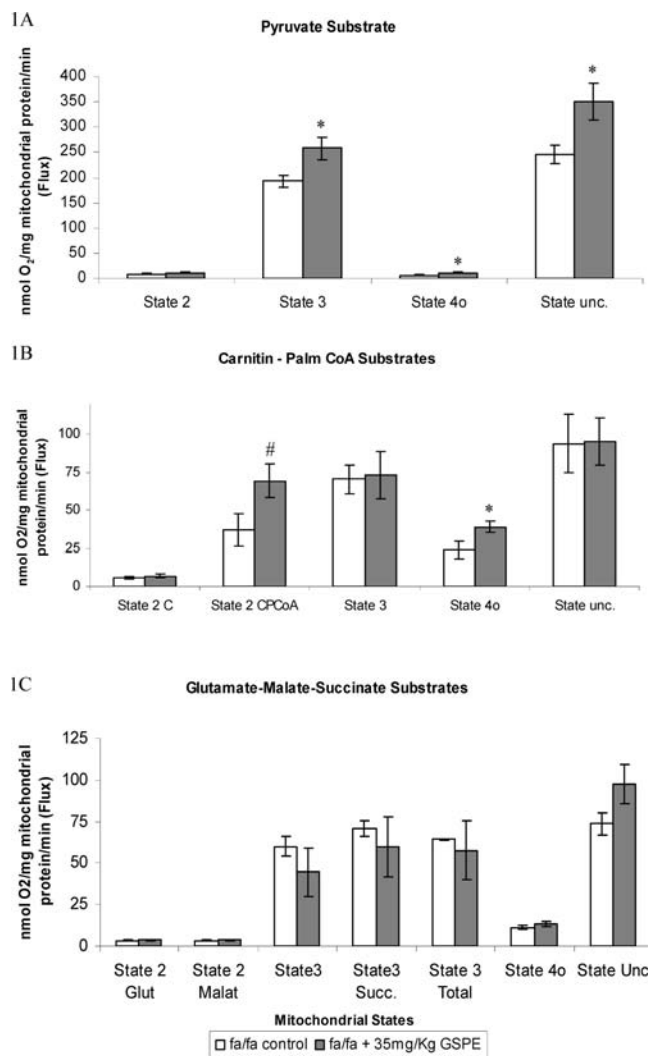 1A
Pyruvate Substrate
nmol O₂/mg mitochondrial protein/min
(Flux)
400
350
300
250
200
150
100
50
0
*
*
*
State 2
State 3
State 4o
State unc.
1B
Carnitin - Palm CoA Substrates
nmol O2/mg mitochondrial
protein/min (Flux)
100
75
50
25
0
#
*
State 2 C
State 2 CPCoA
State 3
State 4o
State unc.
1C
Glutamate-Malate-Succinate Substrates
nmol O2/mg mitochondrial
protein/min (Flux)
125
100
75
50
25
0
State 2
Glut
State 2
Malat
State3
State3
Succ.
State 3
Total
State 4o
State Unc
Mitochondrial States
fa/fa control
fa/fa + 35mg/Kg GSPE